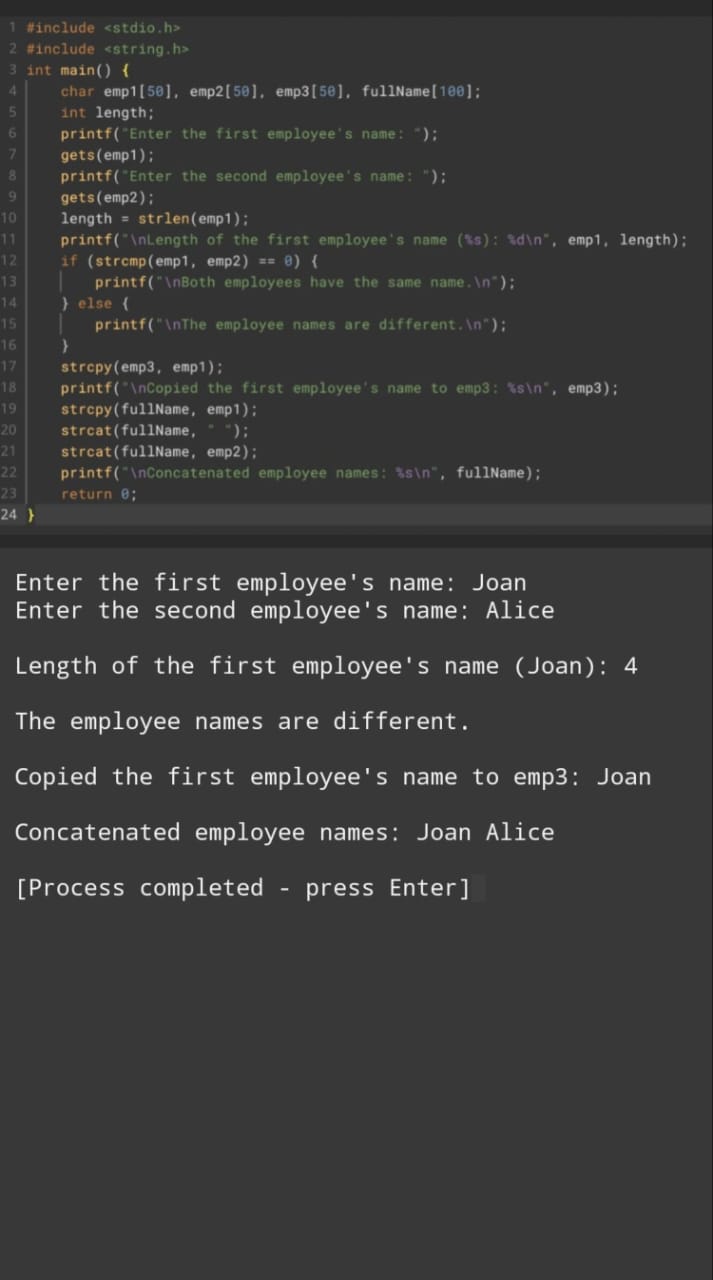 1 #include <stdio.h>
2 #include <string.h>
3 int main() {
4 char emp1[50], emp2[50], emp3[50], fullName[100];
5 int length;
6 printf("Enter the first employee's name: ");
7 gets(emp1);
8 printf("Enter the second employee's name: ");
9 gets(emp2);
10 length = strlen(emp1);
11 printf("\nLength of the first employee's name (%s): %d\n", emp1, length);
12 if (strcmp(emp1, emp2) == 0) {
13 printf("\nBoth employees have the same name.\n");
14 } else {
15 printf("\nThe employee names are different.\n");
16 }
17 strcpy(emp3, emp1);
18 printf("\nCopied the first employee's name to emp3: %s\n", emp3);
19 strcpy(fullName, emp1);
20 strcat(fullName, " ");
21 strcat(fullName, emp2);
22 printf("\nConcatenated employee names: %s\n", fullName);
23 return 0;
24 }
Enter the first employee's name: Joan
Enter the second employee's name: Alice
Length of the first employee's name (Joan): 4
The employee names are different.
Copied the first employee's name to emp3: Joan
Concatenated employee names: Joan Alice
[Process completed - press Enter]